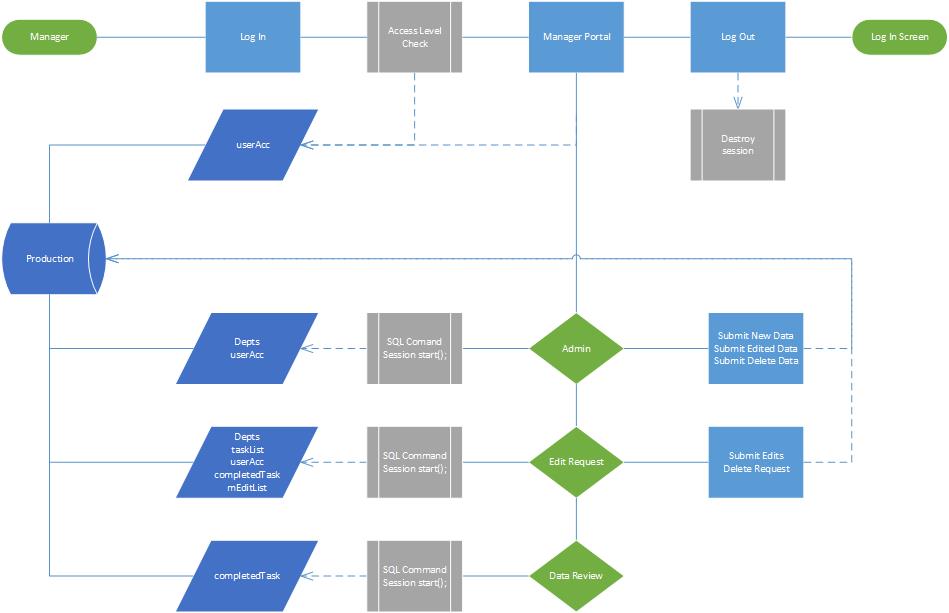 Manager
Log In
Access Level
Check
Manager Portal
Log Out
Log In Screen
userAcc
Destroy
session
Production
Depts
userAcc
SQL Comand
Session start();
Admin
Submit New Data
Submit Edited Data
Submit Delete Data
Depts
taskList
userAcc
completedTask
mEditList
SQL Command
Session start();
Edit Request
Submit Edits
Delete Request
completedTask
SQL Command
Session start();
Data Review